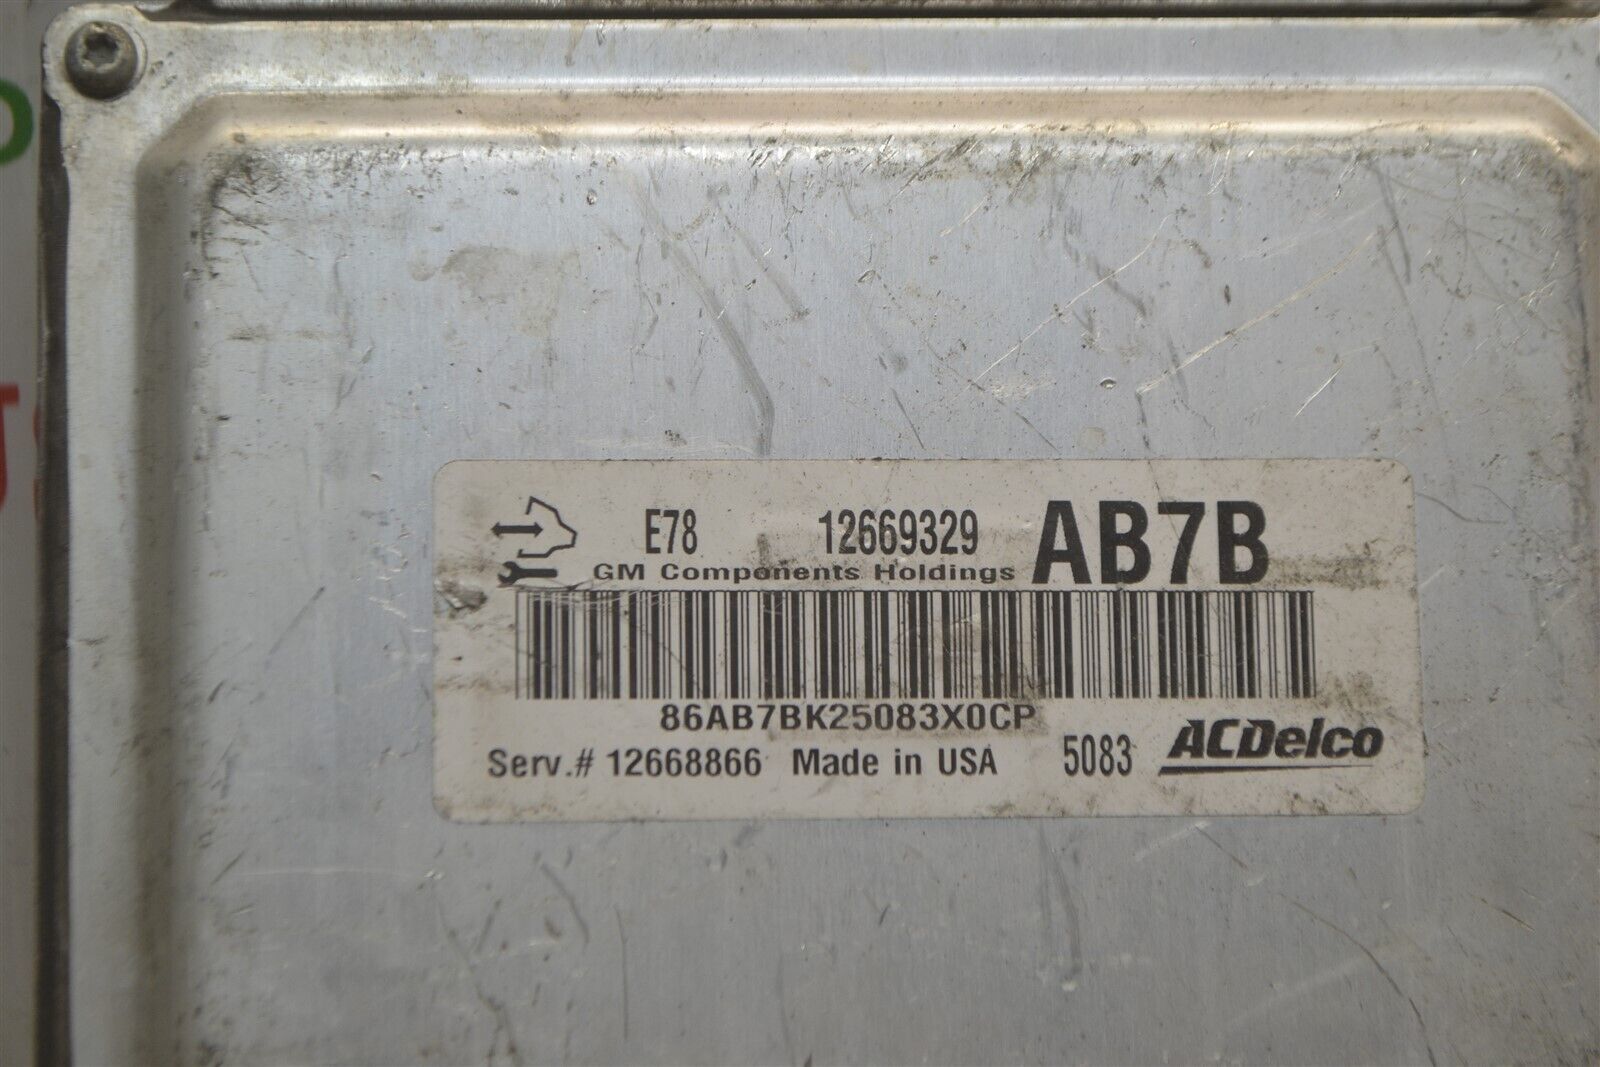 E78 12669329 AB7B
GM Components Holdings
86AB7BK25083X0CP
Serv.# 12668866 Made in USA 5083 ACDelco